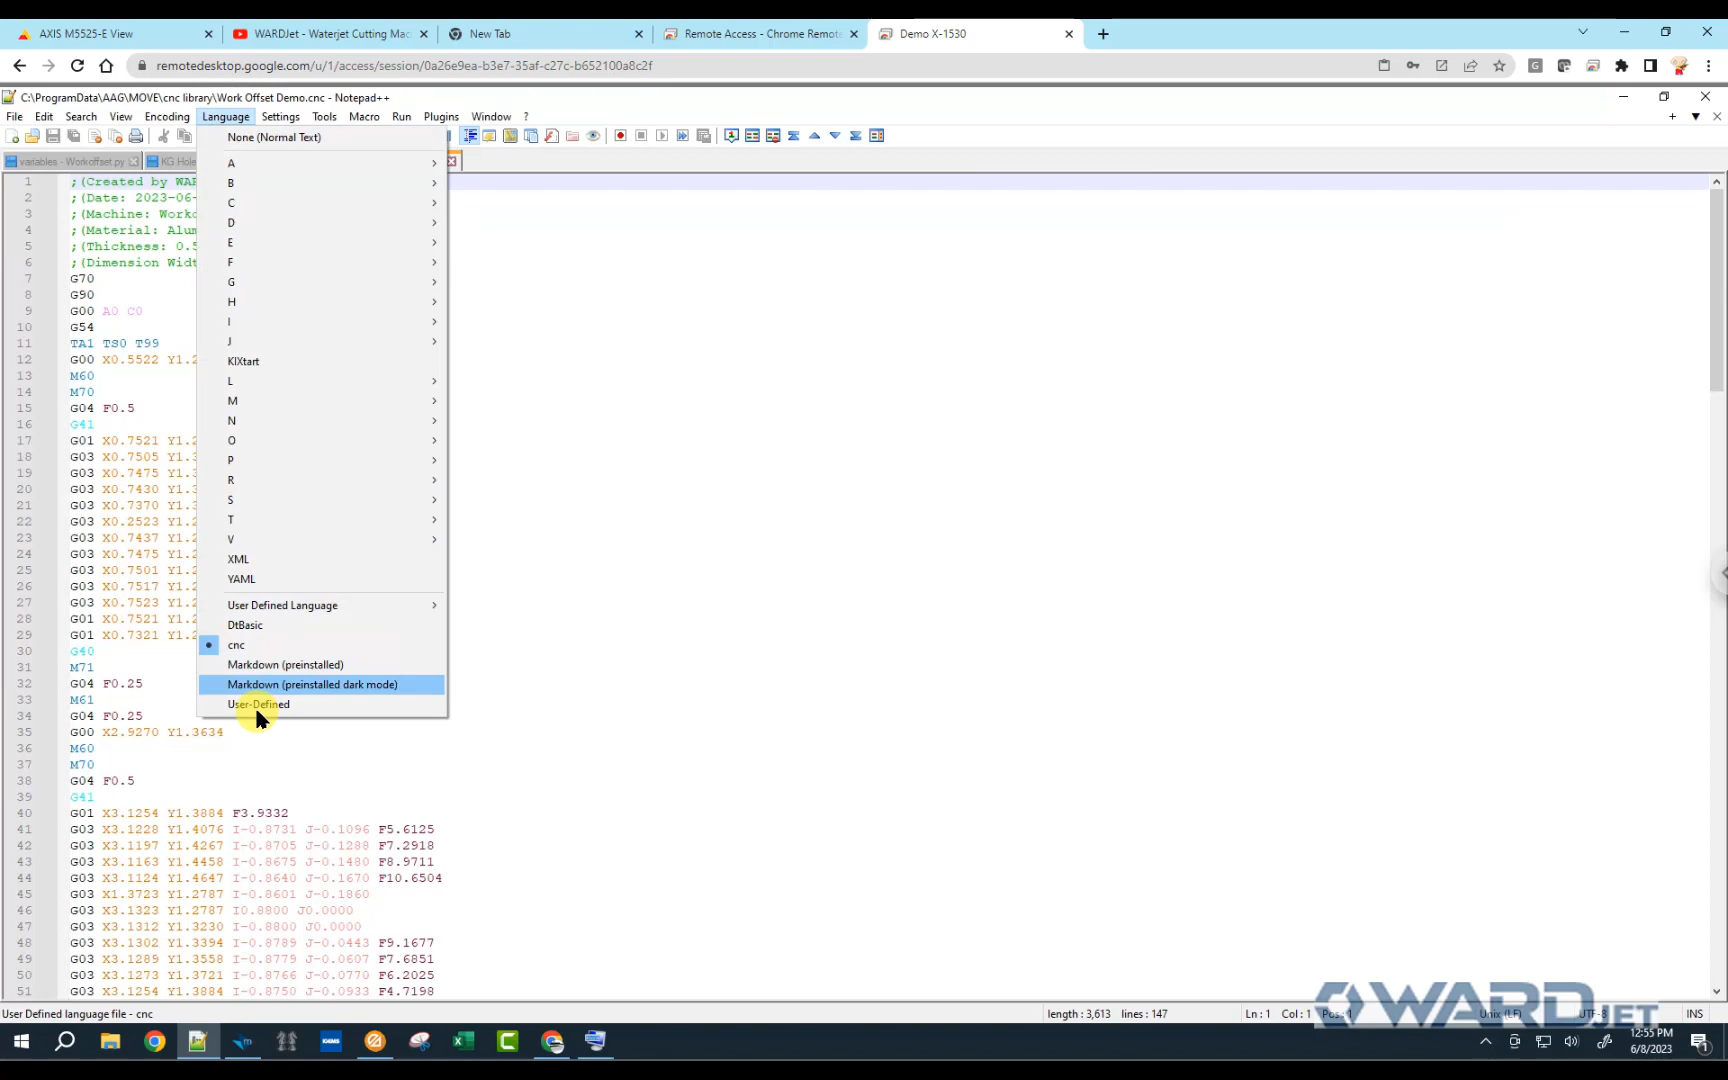 AXIS M5525-E View
WARDJet - Waterjet Cutting Mac
New Tab
Remote Access - Chrome Remote
Demo X-1530
remotedesktop.google.com/u/1/access/session/0a26e9ea-b3e7-35af-c27c-b652100a8c2f
C:\ProgramData\AAG\MOVE\cnc library\Work Offset Demo.cnc - Notepad++
File Edit Search View Encoding Language Settings Tools Macro Run Plugins Window ?
variables - Workoffset.py KG Hole
None (Normal Text)
A
B
C
D
E
F
G
H
I
J
KIXtart
L
M
N
O
P
R
S
T
V
XML
YAML
User Defined Language
DtBasic
cnc
Markdown (preinstalled)
Markdown (preinstalled dark mode)
User-Defined
1 ;(Created by WAR
2 ;(Date: 2023-06-
3 ;(Machine: Worko
4 ;(Material: Alum
5 ;(Thickness: 0.5
6 ;(Dimension Widt
7 G70
8 G90
9 G00 A0 C0
10 G54
11 TA1 TS0 T99
12 G00 X0.5522 Y1.2
13 M60
14 M70
15 G04 F0.5
16 G41
17 G01 X0.7521 Y1.2
18 G03 X0.7505 Y1.3
19 G03 X0.7475 Y1.3
20 G03 X0.7430 Y1.3
21 G03 X0.7370 Y1.3
22 G03 X0.2523 Y1.2
23 G03 X0.7437 Y1.2
24 G03 X0.7475 Y1.2
25 G03 X0.7501 Y1.2
26 G03 X0.7517 Y1.2
27 G03 X0.7523 Y1.2
28 G01 X0.7521 Y1.2
29 G01 X0.7321 Y1.2
30 G40
31 M71
32 G04 F0.25
33 M61
34 G04 F0.25
35 G00 X2.9270 Y1.3634
36 M60
37 M70
38 G04 F0.5
39 G41
40 G01 X3.1254 Y1.3884 F3.9332
41 G03 X3.1228 Y1.4076 I-0.8731 J-0.1096 F5.6125
42 G03 X3.1197 Y1.4267 I-0.8705 J-0.1288 F7.2918
43 G03 X3.1163 Y1.4458 I-0.8675 J-0.1480 F8.9711
44 G03 X3.1124 Y1.4647 I-0.8640 J-0.1670 F10.6504
45 G03 X1.3723 Y1.2787 I-0.8601 J-0.1860
46 G03 X3.1323 Y1.2787 I0.8800 J0.0000
47 G03 X3.1312 Y1.3230 I-0.8800 J0.0000
48 G03 X3.1302 Y1.3394 I-0.8789 J-0.0443 F9.1677
49 G03 X3.1289 Y1.3558 I-0.8779 J-0.0607 F7.6851
50 G03 X3.1273 Y1.3721 I-0.8766 J-0.0770 F6.2025
51 G03 X3.1254 Y1.3884 I-0.8750 J-0.0933 F4.7198
WARDJET
User Defined language file - cnc length : 3,613 lines : 147 Ln : 1 Col : 1 Pos : 1 Unix (LF) UTF-8 INS
12:55 PM
6/8/2023